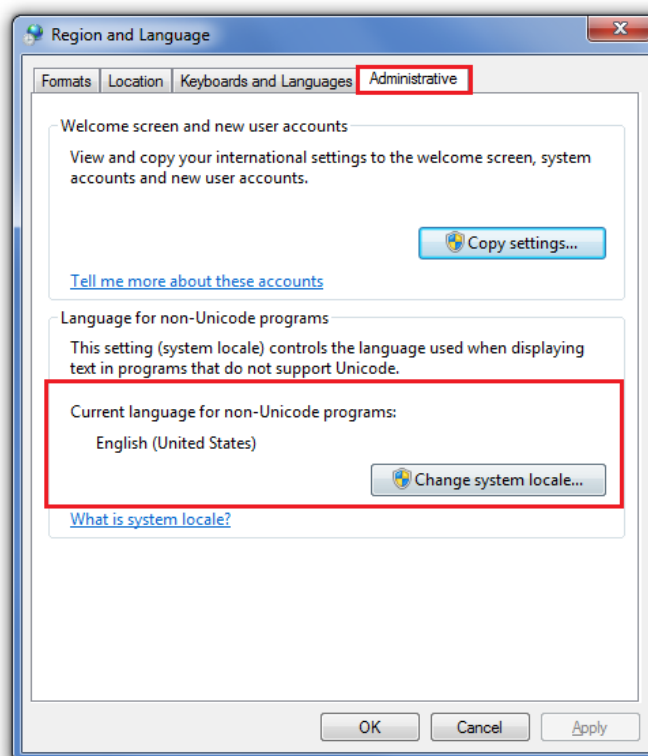 Region and Language
Formats Location Keyboards and Languages Administrative
Welcome screen and new user accounts
View and copy your international settings to the welcome screen, system
accounts and new user accounts.
Copy settings...
Tell me more about these accounts
Language for non-Unicode programs
This setting (system locale) controls the language used when displaying
text in programs that do not support Unicode.
Current language for non-Unicode programs:
English (United States)
Change system locale...
What is system locale?
OK Cancel Apply